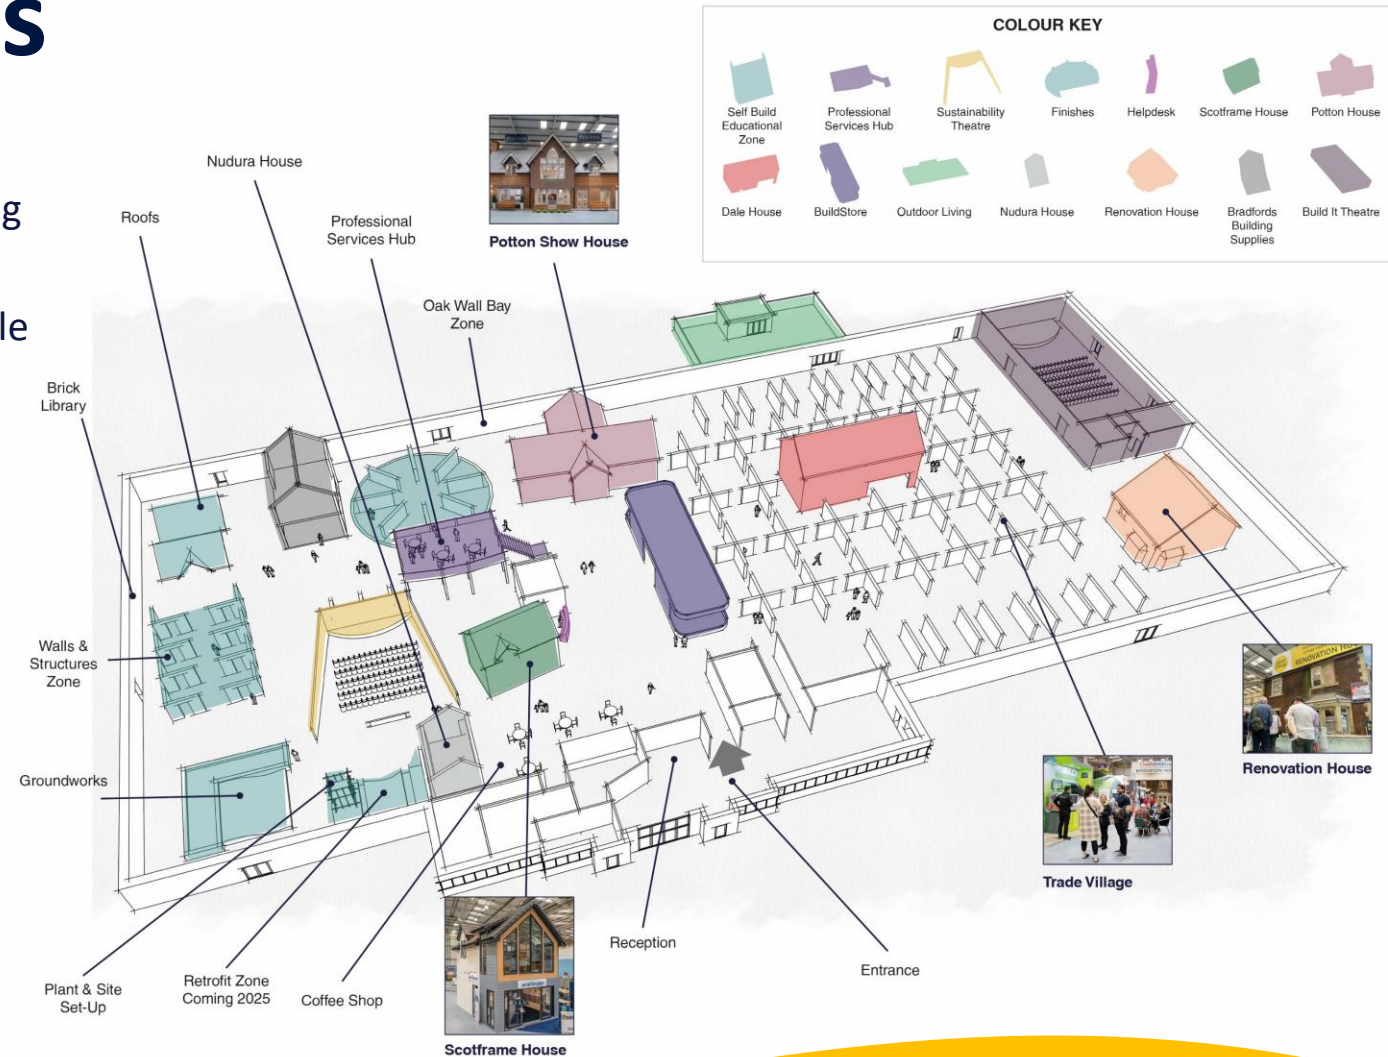 s
g
le
COLOUR KEY
Self Build
Educational
Zone
Professional
Services Hub
Sustainability
Theatre
Finishes
Helpdesk
Scotframe House
Potton House
Dale House
BuildStore
Outdoor Living
Nudura House
Renovation House
Bradfords
Building
Supplies
Build It Theatre
Nudura House
Roofs
Professional
Services Hub
Potton Show House
Oak Wall Bay
Zone
Brick
Library
Walls &
Structures
Zone
Groundworks
Plant & Site
Set-Up
Retrofit Zone
Coming 2025
Coffee Shop
Scotframe House
Reception
Entrance
Trade Village
RENOVATION HOU
Renovation House